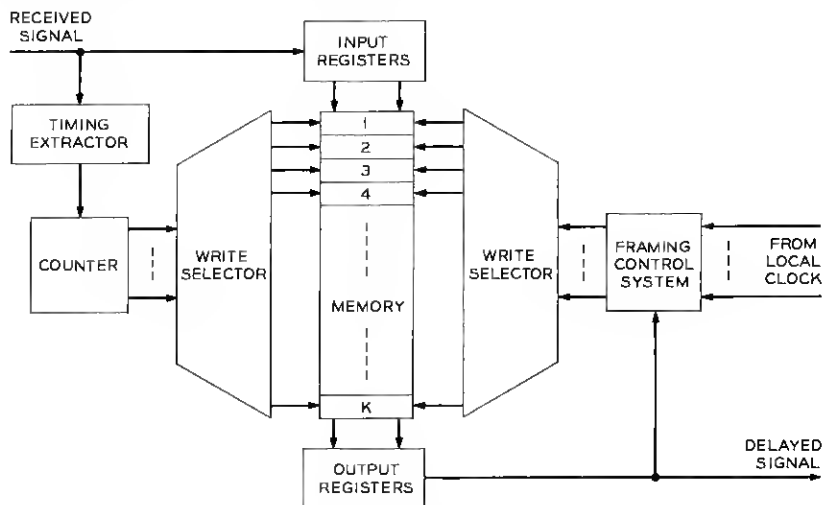 RECEIVED
SIGNAL
INPUT
REGISTERS
TIMING
EXTRACTOR
1
2
3
4
COUNTER
WRITE
SELECTOR
MEMORY
WRITE
SELECTOR
FRAMING
CONTROL
SYSTEM
FROM
LOCAL
CLOCK
K
OUTPUT
REGISTERS
DELAYED
SIGNAL